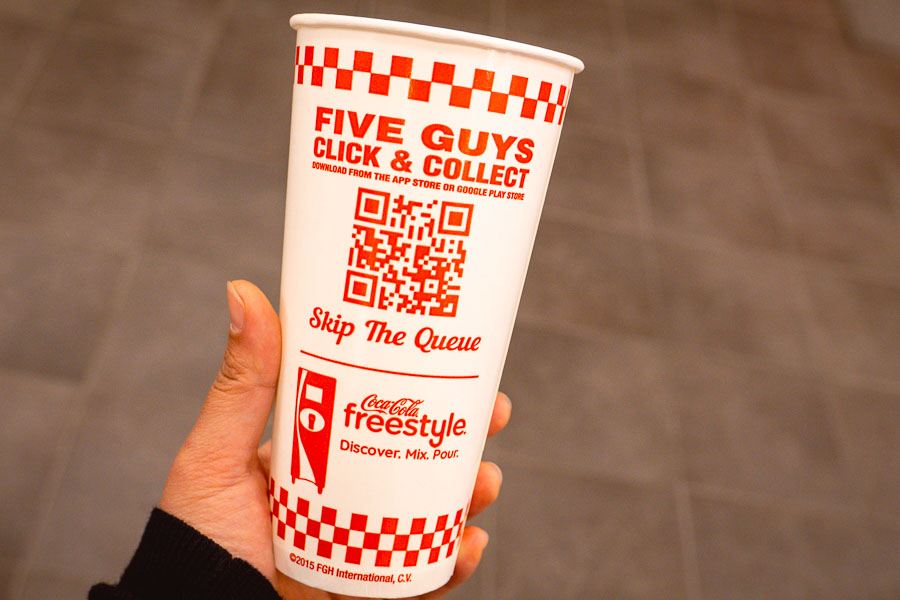 FIVE GUYS
CLICK & COLLECT
DOWNLOAD FROM THE APP STORE OR GOOGLE PLAY STORE
Skip The Queue
Coca-Cola
freestyle.
Discover. Mix. Pour.
©2015 FGH International, C.V.